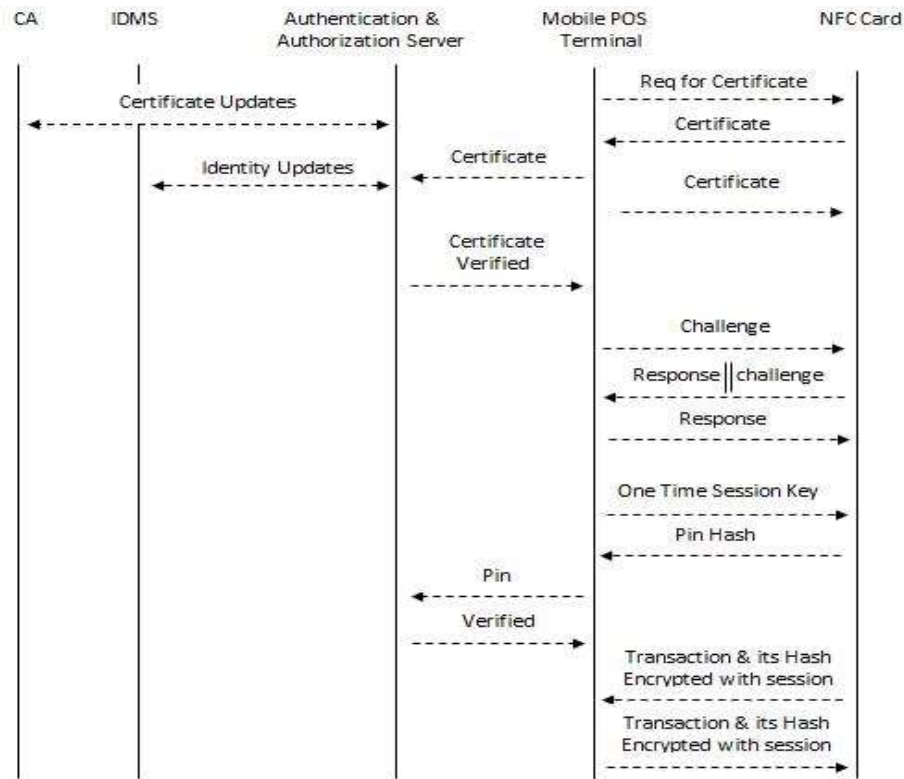 CA
IDMS
Authentication &
Authorization Server
Mobile POS
Terminal
NFC Card
Req for Certificate
Certificate Updates
Certificate
Certificate
Identity Updates
Certificate
Certificate
Verified
Challenge
Response||challenge
Response
One Time Session Key
Pin Hash
Pin
Verified
Transaction & its Hash
Encrypted with session
Transaction & its Hash
Encrypted with session